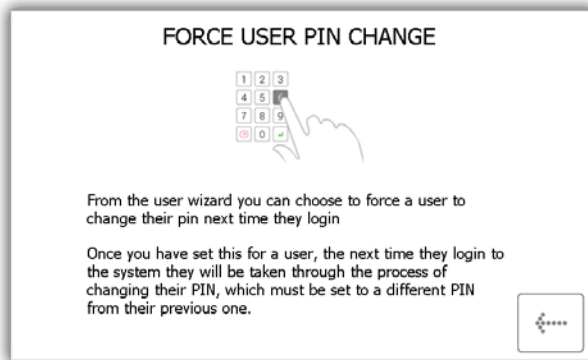 FORCE USER PIN CHANGE
1 2 3
4 5
7 8 9
0
From the user wizard you can choose to force a user to
change their pin next time they login
Once you have set this for a user, the next time they login to
the system they will be taken through the process of
changing their PIN, which must be set to a different PIN
from their previous one.